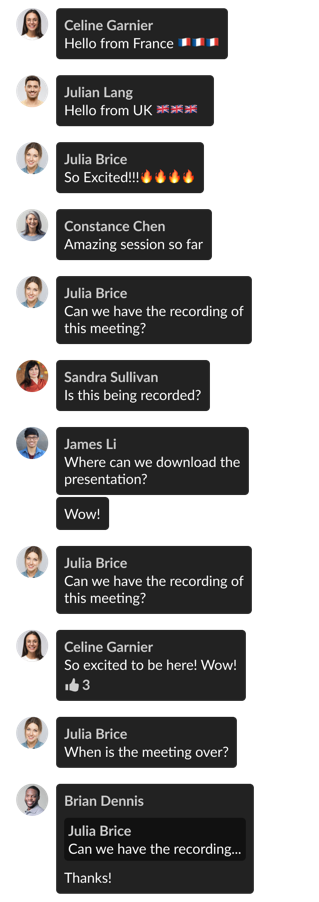 Celine Garnier
Hello from France 🇫🇷🇫🇷🇫🇷
Julian Lang
Hello from UK 🇬🇧🇬🇧🇬🇧
Julia Brice
So Excited!!!🔥🔥🔥🔥
Constance Chen
Amazing session so far
Julia Brice
Can we have the recording of
this meeting?
Sandra Sullivan
Is this being recorded?
James Li
Where can we download the
presentation?
Wow!
Julia Brice
Can we have the recording of
this meeting?
Celine Garnier
So excited to be here! Wow!
👍 3
Julia Brice
When is the meeting over?
Brian Dennis
Julia Brice
Can we have the recording...
Thanks!